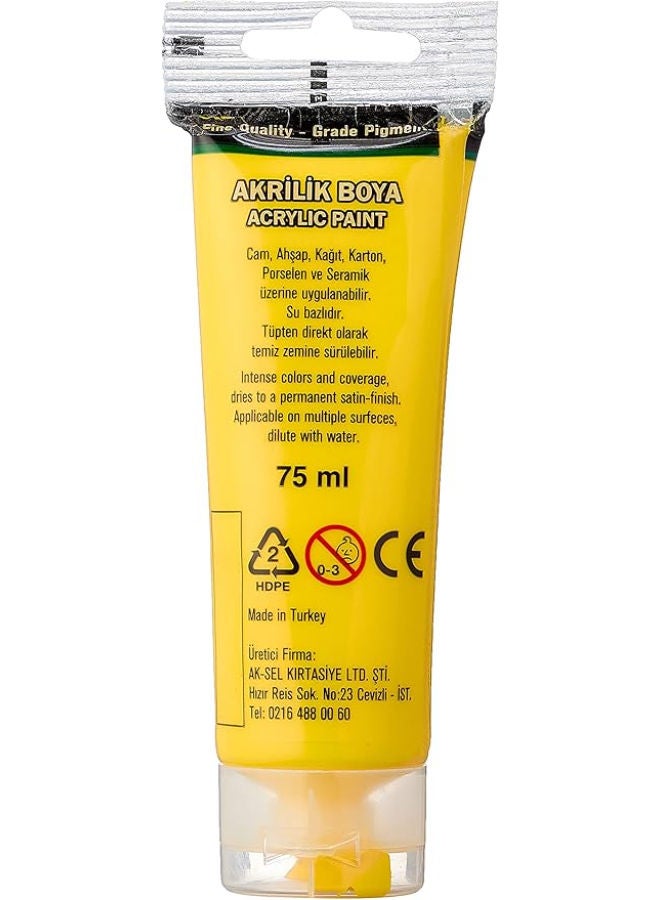 Fine Quality - Grade Pigment
AKRİLİK BOYA
ACRYLIC PAINT
Cam, Ahşap, Kağıt, Karton,
Porselen ve Seramik
üzerine uygulanabilir.
Su bazlıdır.
Tüpten direkt olarak
temiz zemine sürülebilir.
Intense colors and coverage,
dries to a permanent satin-finish.
Applicable on multiple surfeces,
dilute with water.
75 ml
2
HDPE
0-3
CE
Made in Turkey
Üretici Firma:
AK-SEL KIRTASİYE LTD. ŞTİ.
Hızır Reis Sok. No:23 Cevizli - İST.
Tel: 0216 488 00 60